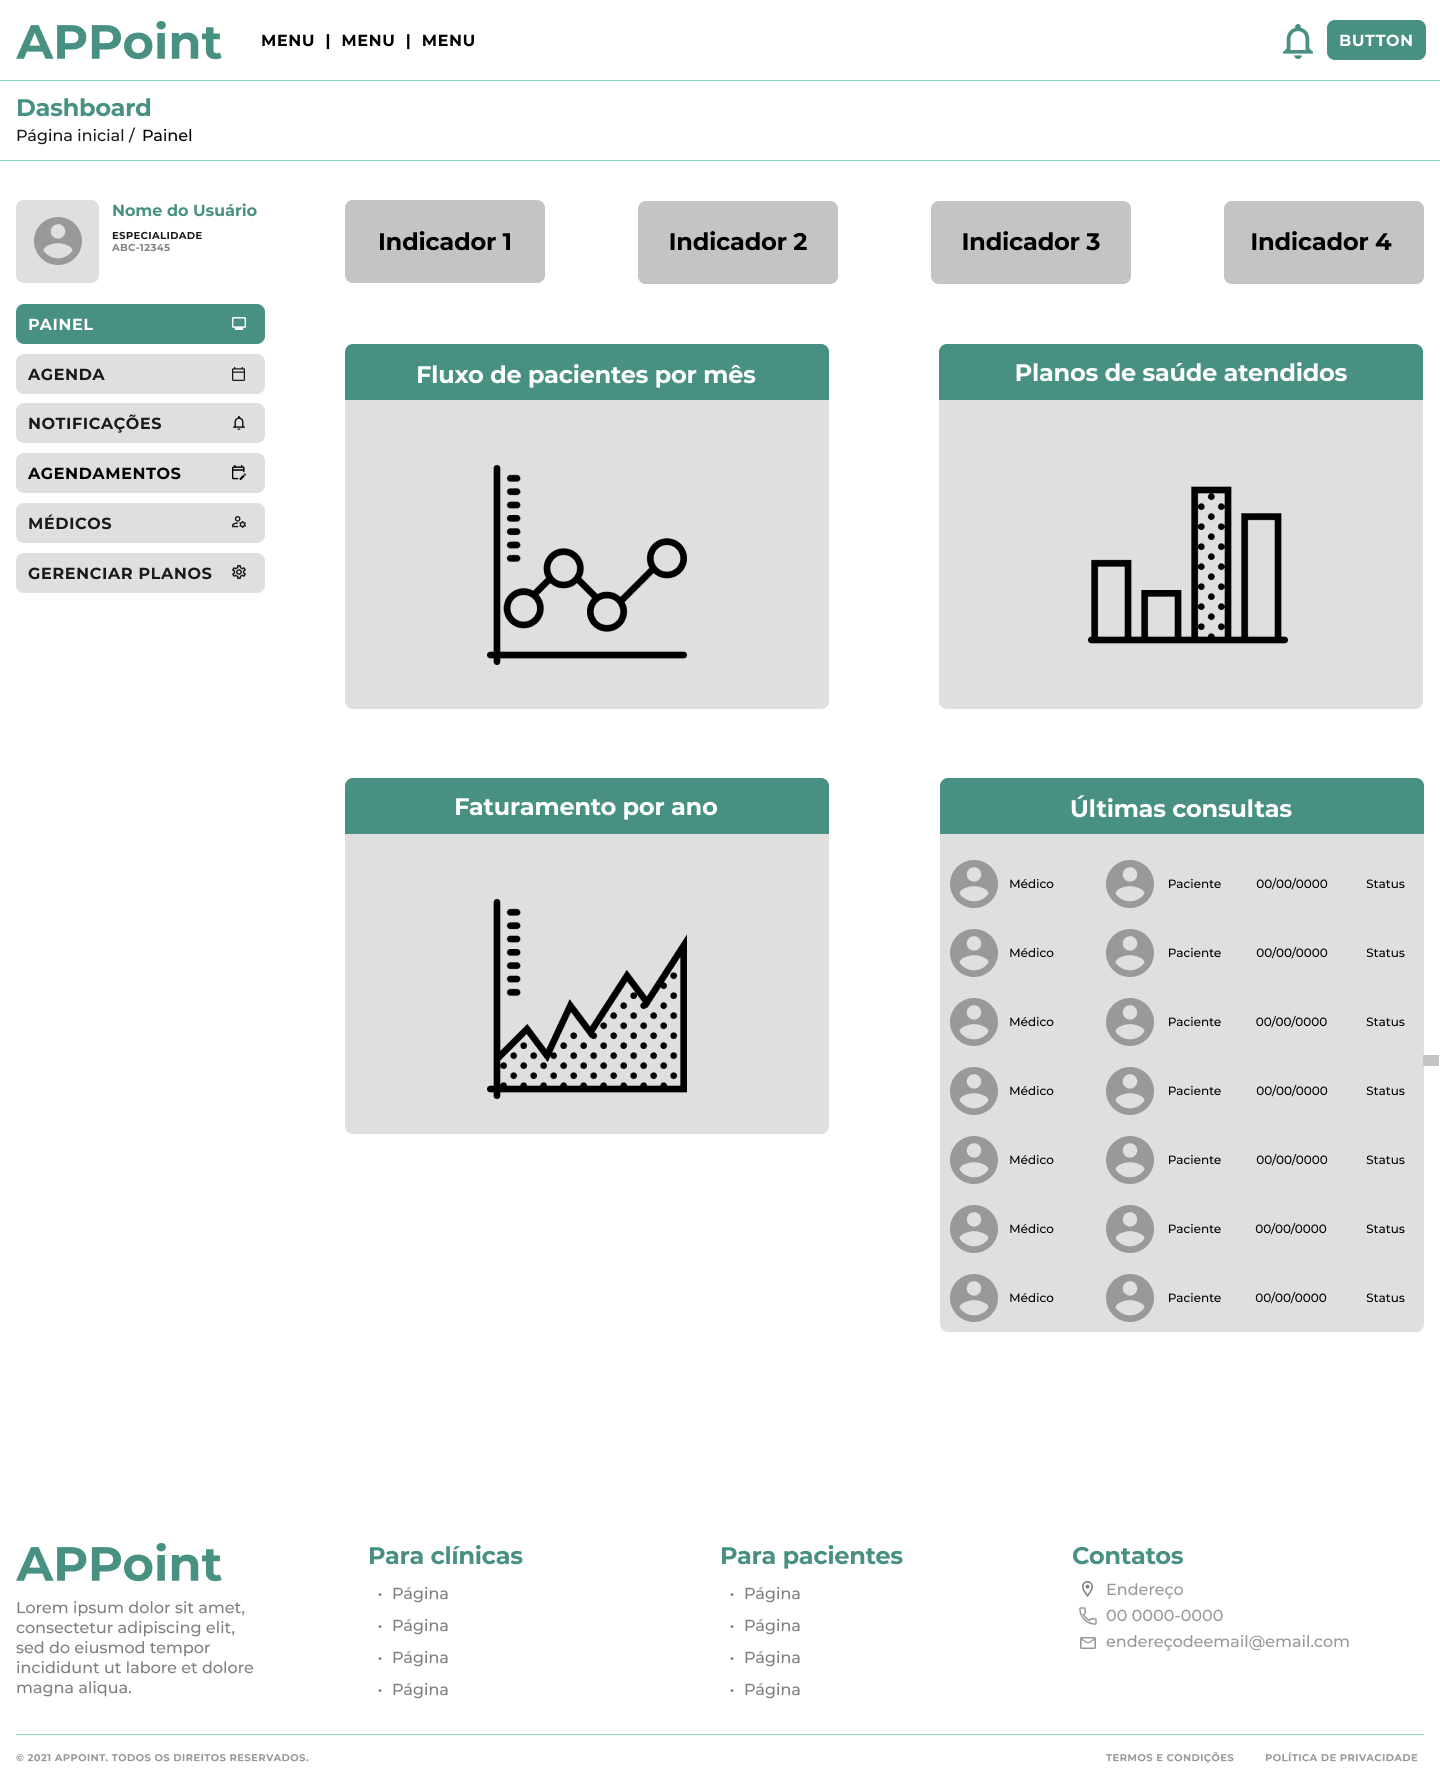 APPoint
MENU | MENU | MENU
BUTTON
Dashboard
Página inicial / Painel
Nome do Usuário
ESPECIALIDADE
ABC-12345
PAINEL
AGENDA
NOTIFICAÇÕES
AGENDAMENTOS
MÉDICOS
GERENCIAR PLANOS
Indicador 1
Indicador 2
Indicador 3
Indicador 4
Fluxo de pacientes por mês
Planos de saúde atendidos
Faturamento por ano
Últimas consultas
Médico Paciente 00/00/0000 Status
Médico Paciente 00/00/0000 Status
Médico Paciente 00/00/0000 Status
Médico Paciente 00/00/0000 Status
Médico Paciente 00/00/0000 Status
Médico Paciente 00/00/0000 Status
Médico Paciente 00/00/0000 Status
APPoint
Lorem ipsum dolor sit amet,
consectetur adipiscing elit,
sed do eiusmod tempor
incididunt ut labore et dolore
magna aliqua.
Para clínicas
• Página
• Página
• Página
• Página
Para pacientes
• Página
• Página
• Página
• Página
Contatos
Endereço
00 0000-0000
endereçodeemail@email.com
© 2021 APPOINT. TODOS OS DIREITOS RESERVADOS.
TERMOS E CONDIÇÕES
POLÍTICA DE PRIVACIDADE